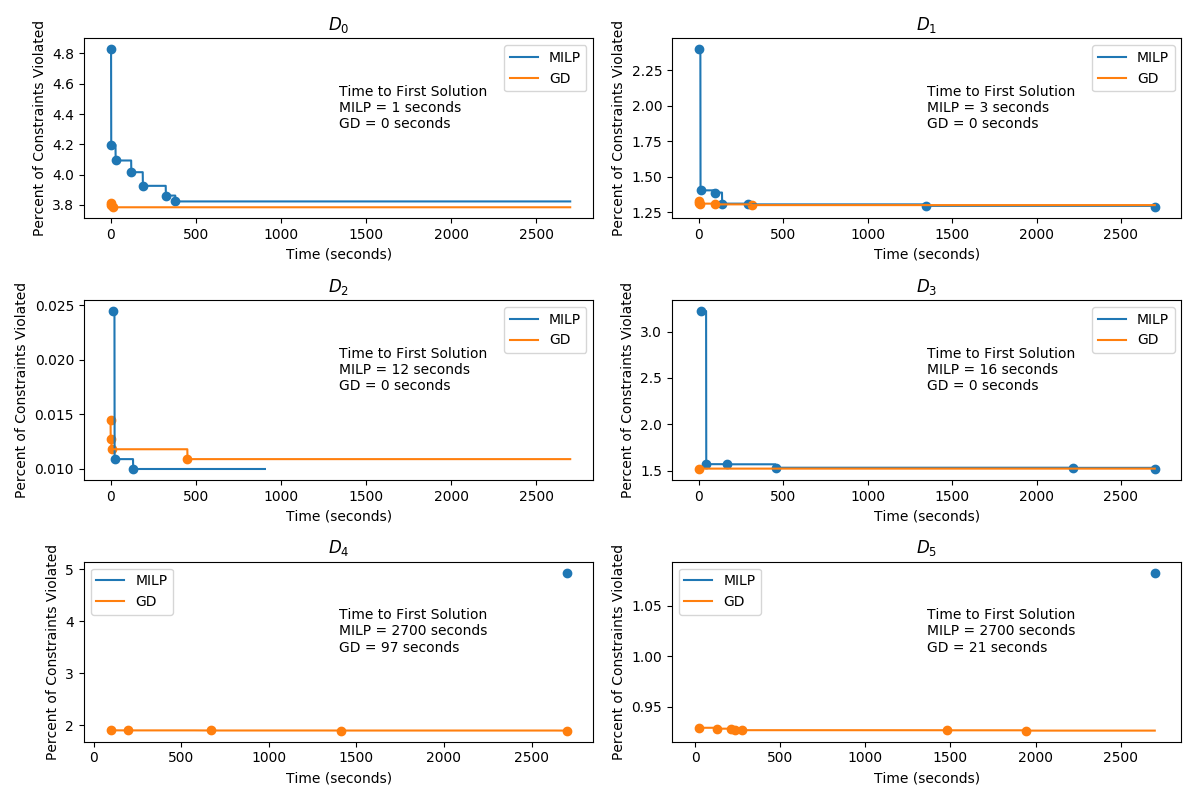 D0
Percent of Constraints Violated
4.8
4.6
4.4
4.2
4.0
3.8
MILP
GD
Time to First Solution
MILP = 1 seconds
GD = 0 seconds
0
500
1000
1500
2000
2500
Time (seconds)
D1
Percent of Constraints Violated
2.25
2.00
1.75
1.50
1.25
MILP
GD
Time to First Solution
MILP = 3 seconds
GD = 0 seconds
0
500
1000
1500
2000
2500
Time (seconds)
D2
Percent of Constraints Violated
0.025
0.020
0.015
0.010
MILP
GD
Time to First Solution
MILP = 12 seconds
GD = 0 seconds
0
500
1000
1500
2000
2500
Time (seconds)
D3
Percent of Constraints Violated
3.0
2.5
2.0
1.5
MILP
GD
Time to First Solution
MILP = 16 seconds
GD = 0 seconds
0
500
1000
1500
2000
2500
Time (seconds)
D4
Percent of Constraints Violated
5
4
3
2
MILP
GD
Time to First Solution
MILP = 2700 seconds
GD = 97 seconds
0
500
1000
1500
2000
2500
Time (seconds)
D5
Percent of Constraints Violated
1.05
1.00
0.95
MILP
GD
Time to First Solution
MILP = 2700 seconds
GD = 21 seconds
0
500
1000
1500
2000
2500
Time (seconds)